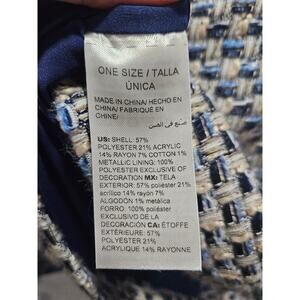 ONE SIZE / TALLA
ÚNICA
MADE IN CHINA/ HECHO EN
CHINA/ FABRIQUÉ EN
CHINE/
صنع في الصين
US: SHELL: 57%
POLYESTER 21% ACRYLIC
14% RAYON 7% COTTON 1%
METALLIC LINING: 100%
POLYESTER EXCLUSIVE OF
DECORATION MX: TELA
EXTERIOR: 57% poliéster 21%
acrílico 14% rayón 7%
ALGODÓN 1% metálica
FORRO: 100% poliéster
EXCLUSIVO DE LA
DECORACIÓN CA: ÉTOFFE
EXTÉRIEURE: 57%
POLYESTER 21%
ACRYLIQUE 14% RAYONNE